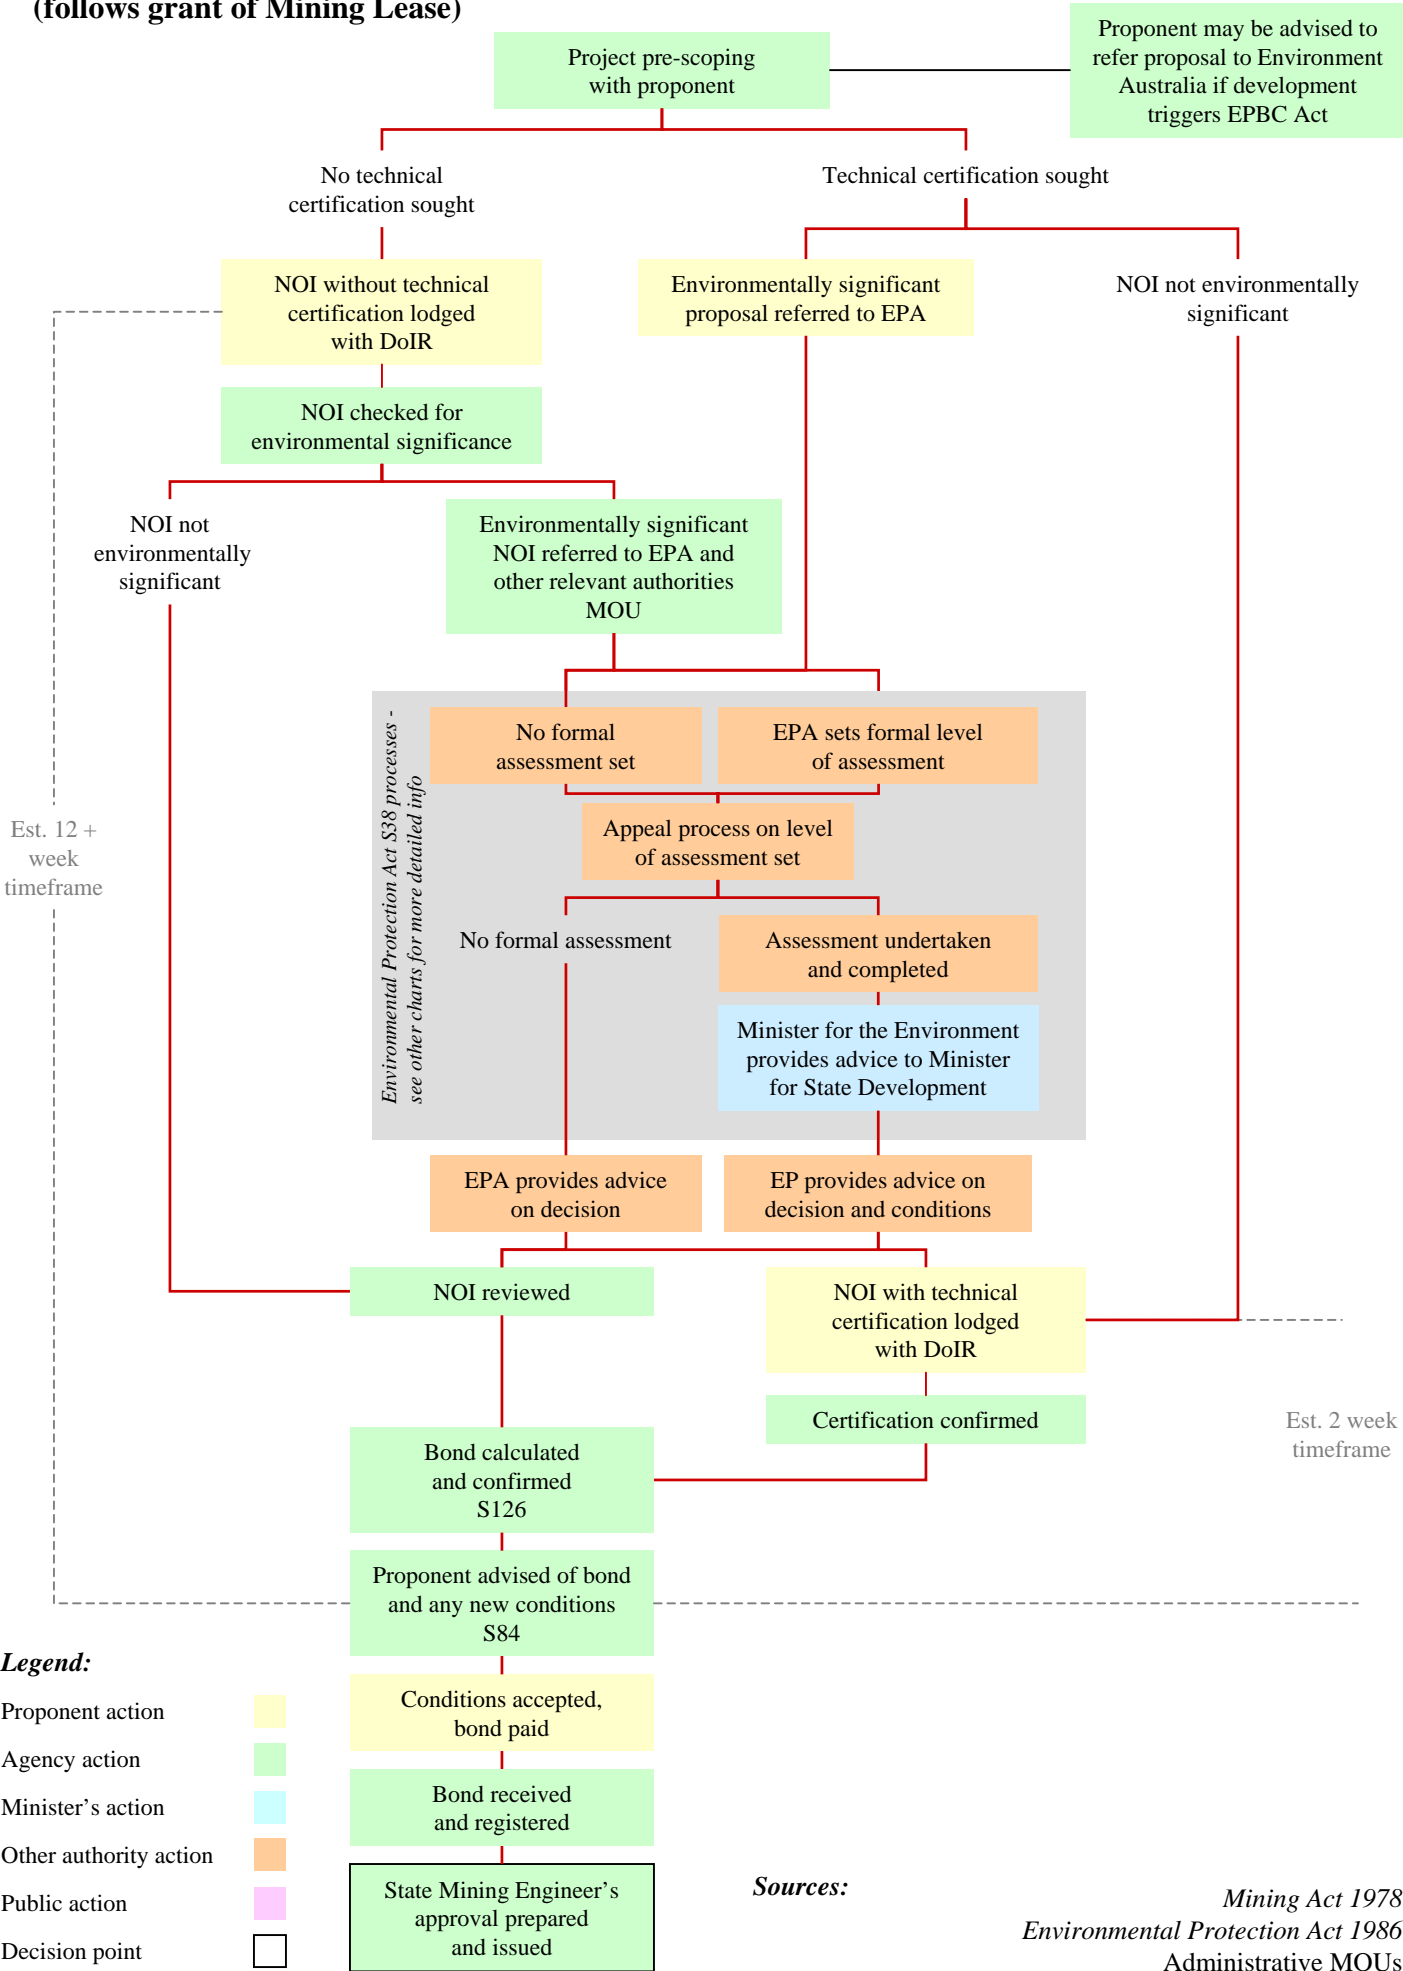 (follows grant of Mining Lease)
Project pre-scoping
with proponent
Proponent may be advised to
refer proposal to Environment
Australia if development
triggers EPBC Act
No technical
certification sought
Technical certification sought
NOI without technical
certification lodged
with DoIR
Environmentally significant
proposal referred to EPA
NOI not environmentally
significant
NOI checked for
environmental significance
NOI not
environmentally
significant
Environmentally significant
NOI referred to EPA and
other relevant authorities
MOU
Environmental Protection Act S38 processes -
see other charts for more detailed info
No formal
assessment set
EPA sets formal level
of assessment
Appeal process on level
of assessment set
Est. 12 +
week
timeframe
No formal assessment
Assessment undertaken
and completed
Minister for the Environment
provides advice to Minister
for State Development
EPA provides advice
on decision
EP provides advice on
decision and conditions
NOI reviewed
NOI with technical
certification lodged
with DoIR
Certification confirmed
Est. 2 week
timeframe
Bond calculated
and confirmed
S126
Proponent advised of bond
and any new conditions
S84
Conditions accepted,
bond paid
Bond received
and registered
State Mining Engineer’s
approval prepared
and issued
Legend:
Proponent action
Agency action
Minister’s action
Other authority action
Public action
Decision point
Sources:
Mining Act 1978
Environmental Protection Act 1986
Administrative MOUs